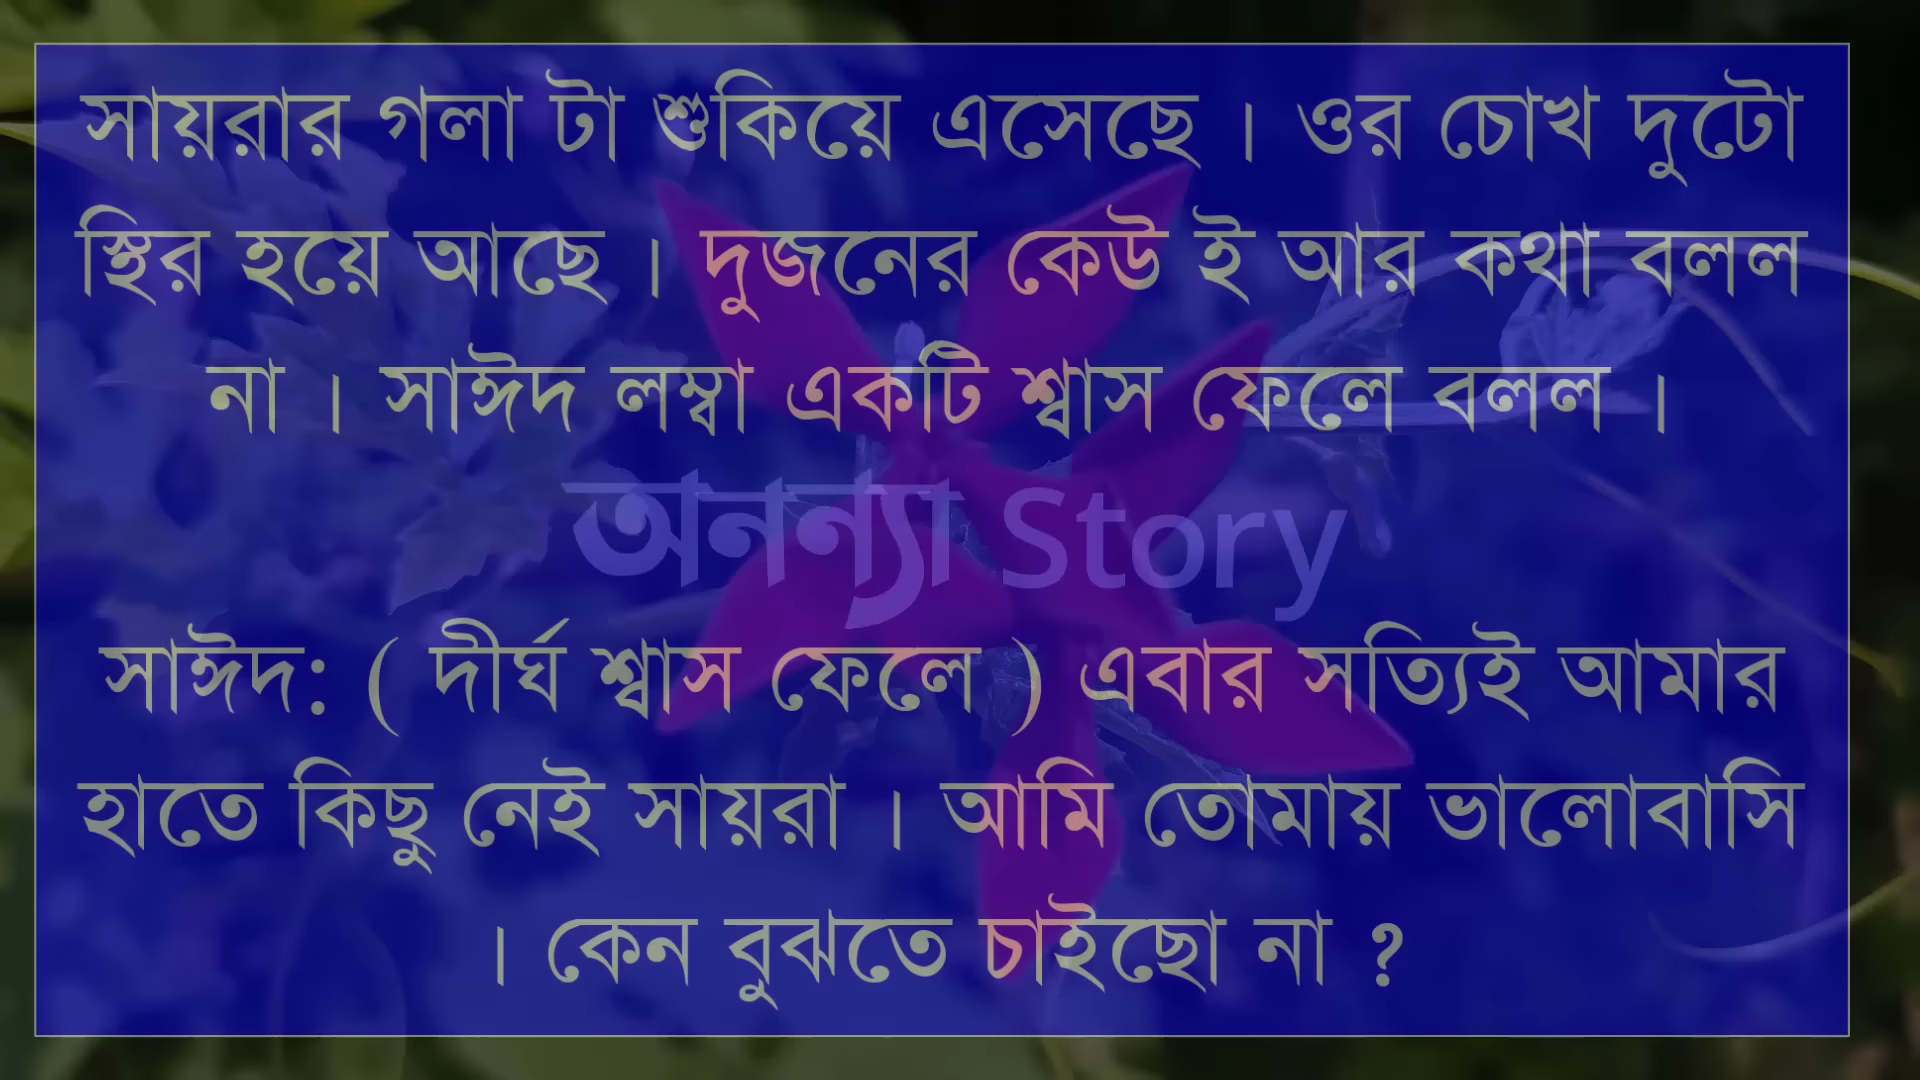 সায়রার গলা টা শুকিয়ে এসেছে । ওর চোখ দুটো
স্থির হয়ে আছে । দুজনের কেউ ই আর কথা বলল
না । সাঈদ লম্বা একটি শ্বাস ফেলে বলল ।
অনন্যা Story
সাঈদ: ( দীর্ঘ শ্বাস ফেলে ) এবার সত্যিই আমার
হাতে কিছু নেই সায়রা । আমি তোমায় ভালোবাসি
। কেন বুঝতে চাইছো না ?